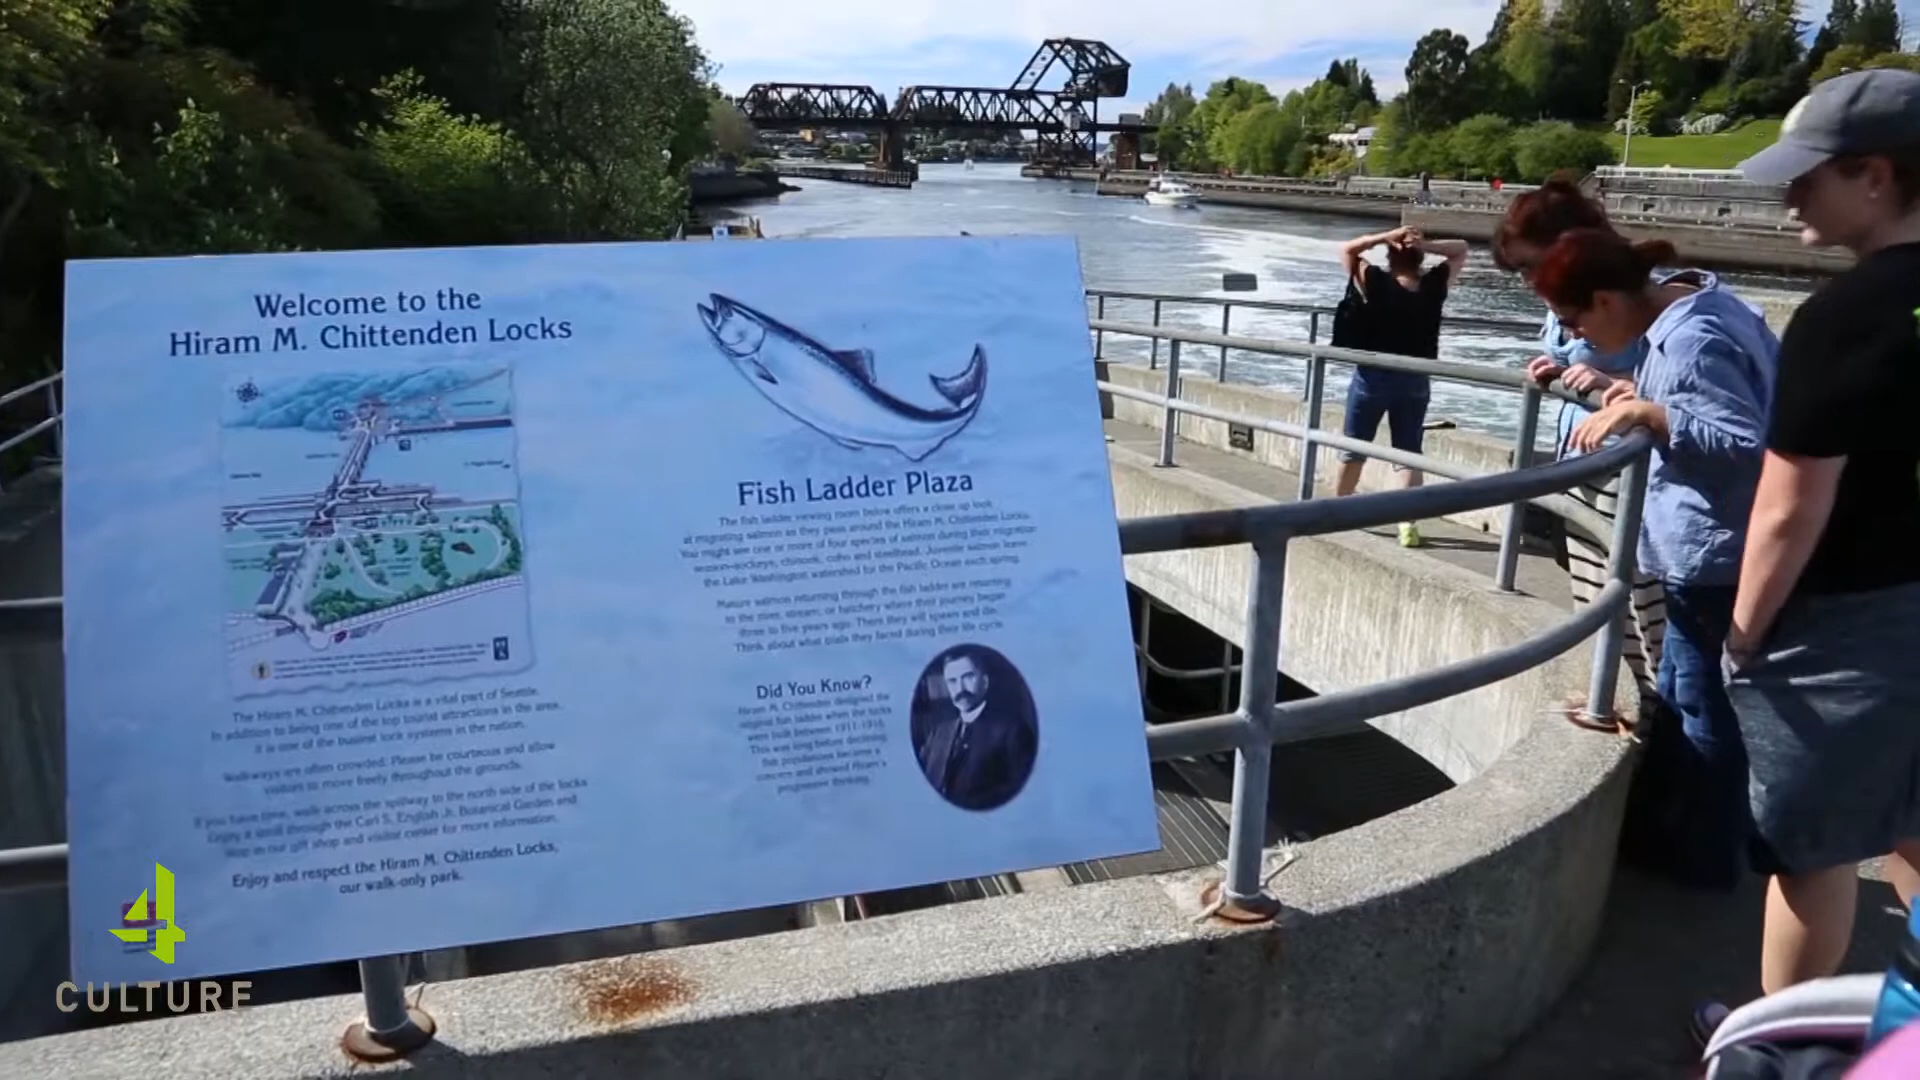 Welcome to the
Hiram M. Chittenden Locks
The Hiram M. Chittenden Locks is a vital part of Seattle.
In addition to being one of the top tourist attractions in the area,
it is one of the busiest lock systems in the nation.
Walkways are often crowded. Please be courteous and allow
visitors to move freely throughout the grounds.
If you have time, walk across the spillway to the north side of the locks
Enjoy a stroll through the Carl S. English Jr. Botanical Garden and
stop in our gift shop and visitor center for more information.
Enjoy and respect the Hiram M. Chittenden Locks,
our walk-only park.
Fish Ladder Plaza
The fish ladder viewing room below offers a close up look
at migrating salmon as they pass around the Hiram M. Chittenden Locks.
You might see one or more of four species of salmon during their migration
season–sockeye, chinook, coho and steelhead. Juvenile salmon leave
the Lake Washington watershed for the Pacific Ocean each spring.
Mature salmon returning through the fish ladder are returning
to the river, stream, or hatchery where their journey began
three to five years ago. There they will spawn and die.
Think about what trials they faced during their life cycle.
Did You Know?
Hiram M. Chittenden designed the
original fish ladder when the locks
were built between 1911-1916.
This was long before declining
fish populations became a
concern and showed Hiram's
progressive thinking.
4
CULTURE